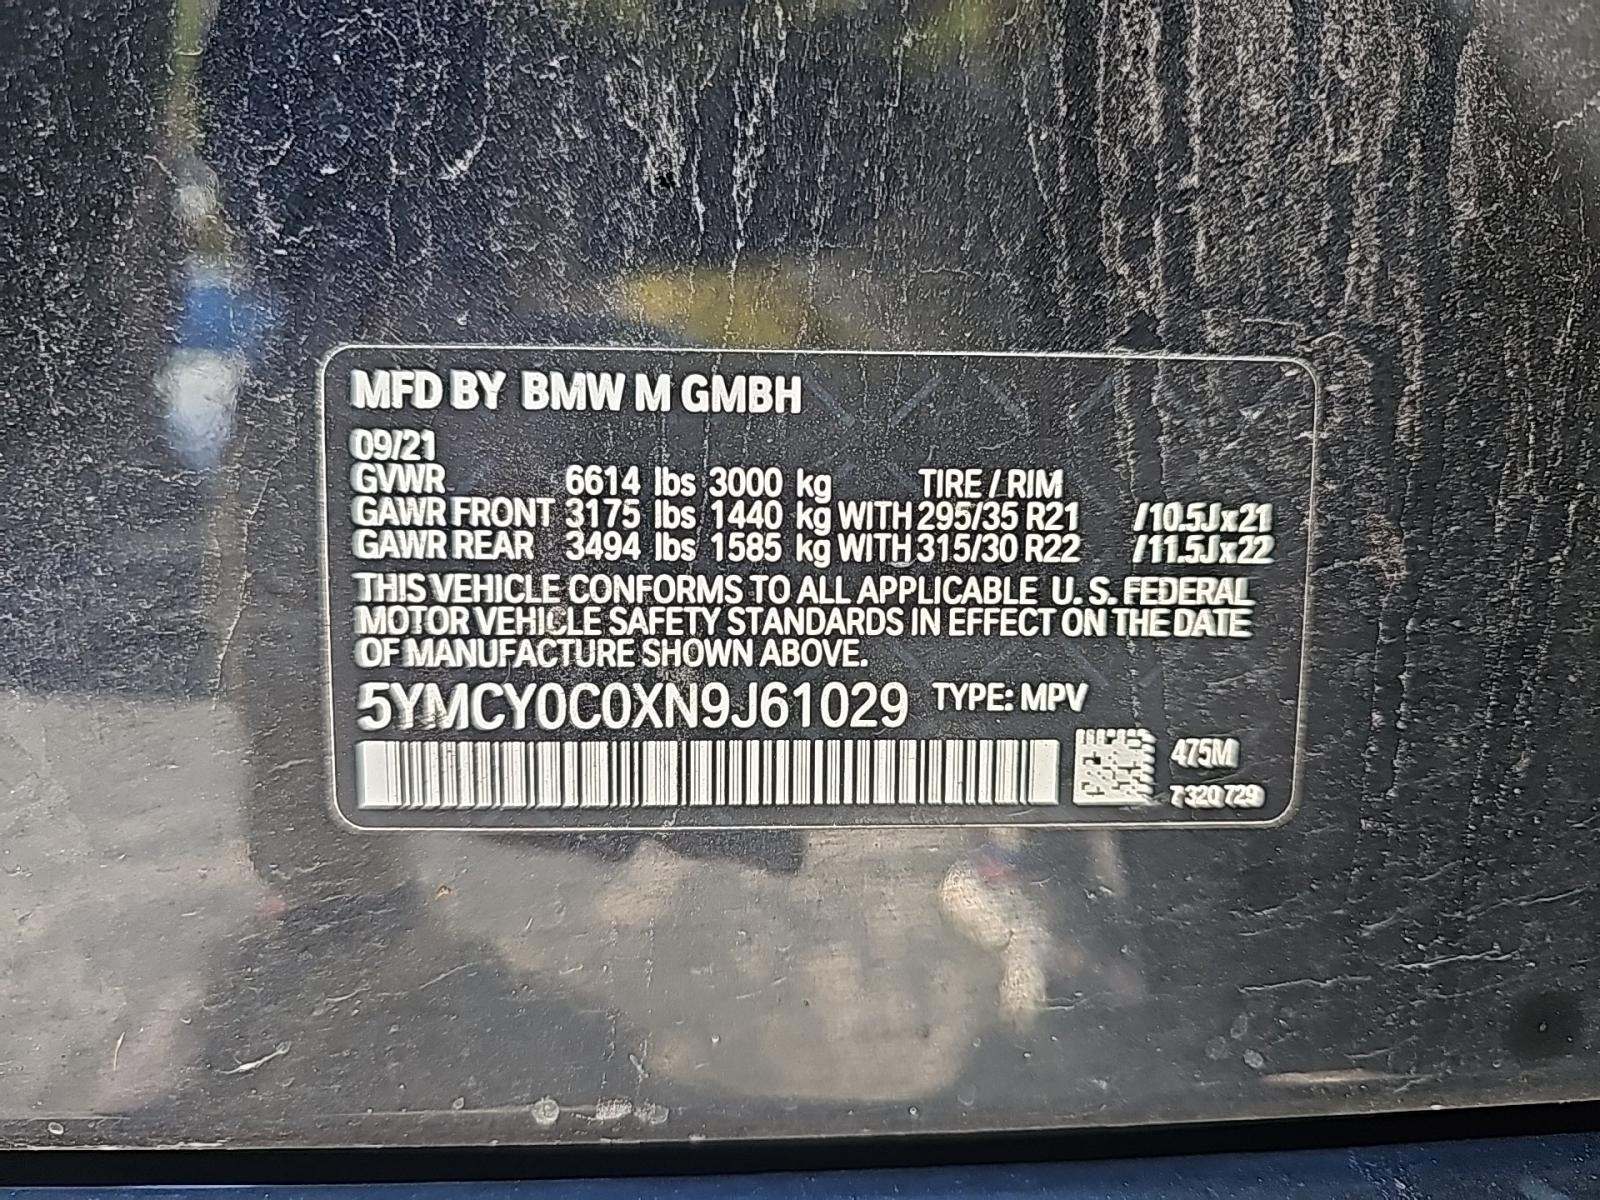 MFD BY BMW M GMBH
09/21
GVWR 6614 lbs 3000 kg TIRE / RIM
GAWR FRONT 3175 lbs 1440 kg WITH 295/35 R21 /10.5Jx21
GAWR REAR 3494 lbs 1585 kg WITH 315/30 R22 /11.5Jx22
THIS VEHICLE CONFORMS TO ALL APPLICABLE U.S. FEDERAL
MOTOR VEHICLE SAFETY STANDARDS IN EFFECT ON THE DATE
OF MANUFACTURE SHOWN ABOVE.
5YMCY0C0XN9J61029 TYPE: MPV
475M
7 320 729